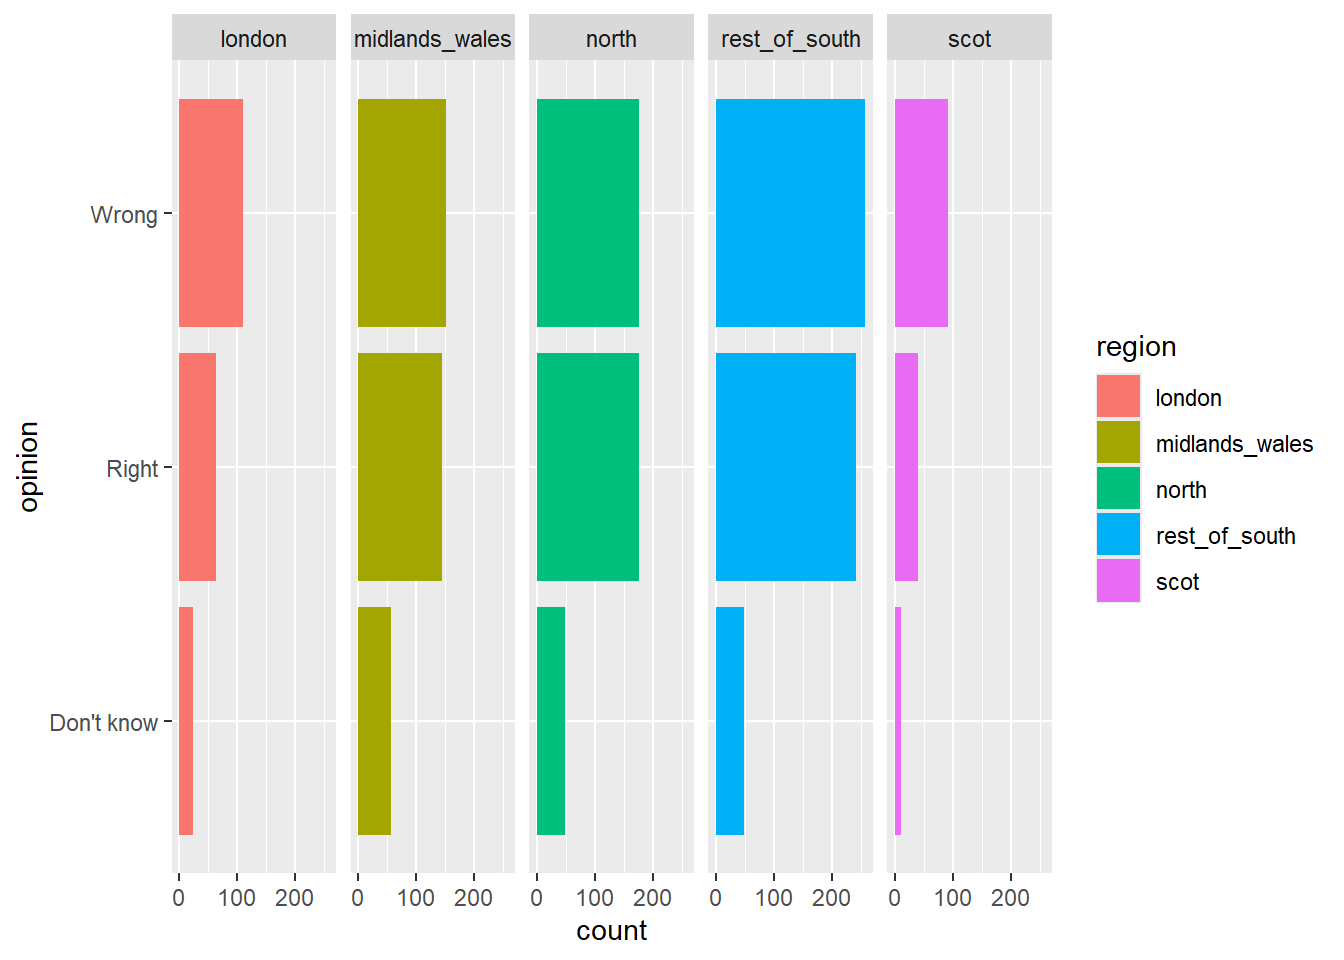 london midlands_wales north rest_of_south scot
Wrong
Right
Don't know
opinion
0 100 200 0 100 200 0 100 200 0 100 200 0 100 200
count
region
london
midlands_wales
north
rest_of_south
scot